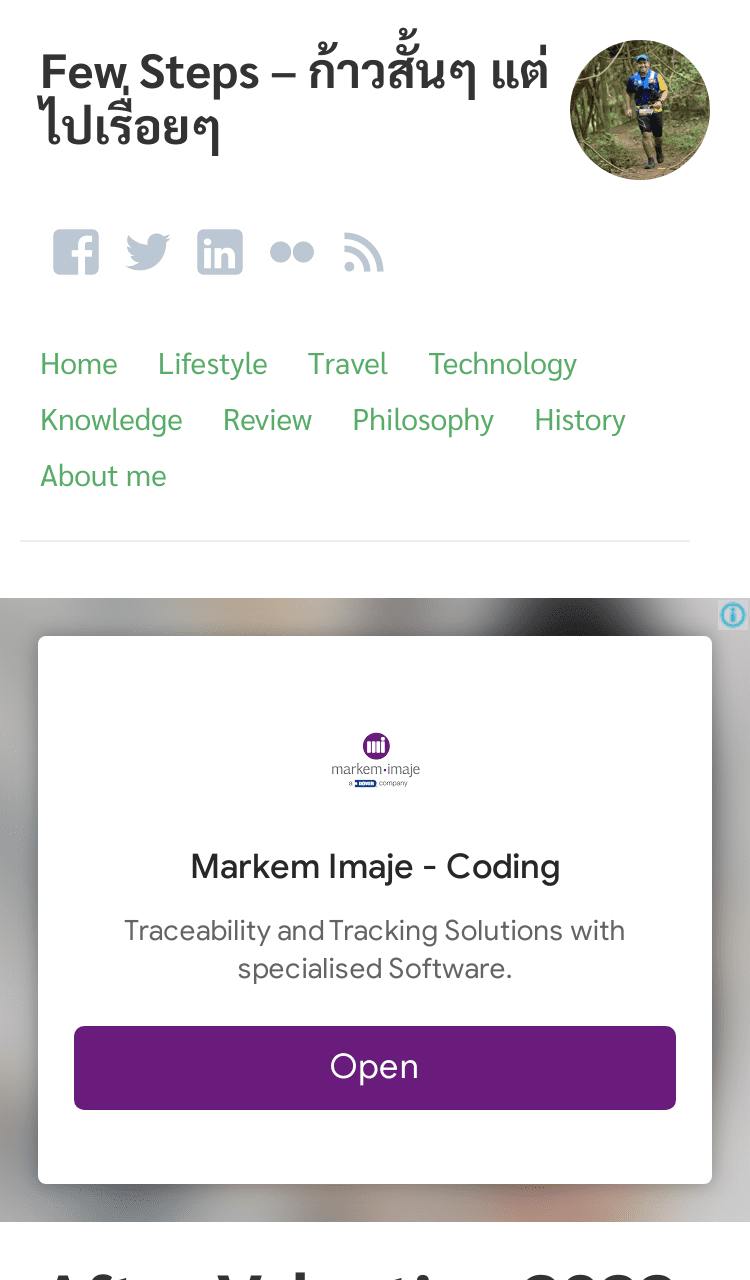 Few Steps – ก้าวสั้นๆ แต่
ไปเรื่อยๆ
Home Lifestyle Travel Technology
Knowledge Review Philosophy History
About me
markem·imaje
a DOVER company
Markem Imaje - Coding
Traceability and Tracking Solutions with
specialised Software.
Open